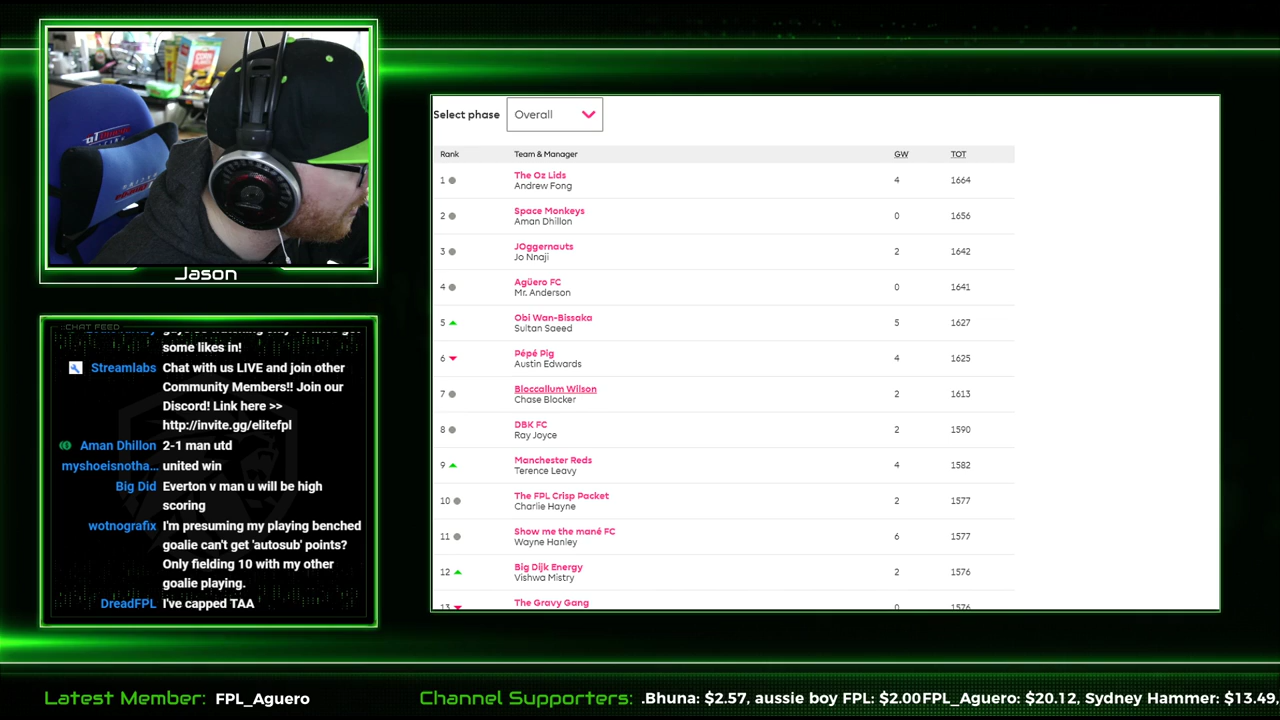 Jason
CHAT FEED
some likes in!
Streamlabs Chat with us LIVE and join other
Community Members!! Join our
Discord! Link here >>
http://invite.gg/elitefpl
Aman Dhillon 2-1 man utd
myshoeisnotha... united win
Big Did Everton v man u will be high
scoring
wotnografix I'm presuming my playing benched
goalie can't get 'autosub' points?
Only fielding 10 with my other
goalie playing.
DreadFPL I've capped TAA
Select phase Overall
Rank Team & Manager GW TOT
1 The Oz Lids 4 1664
Andrew Fong
2 Space Monkeys 0 1656
Aman Dhillon
3 JOggernauts 2 1642
Jo Nnaji
4 Agüero FC 0 1641
Mr. Anderson
5 Obi Wan-Bissaka 5 1627
Sultan Saeed
6 Pépé Pig 4 1625
Austin Edwards
7 Bloccallum Wilson 2 1613
Chase Blocker
8 DBK FC 2 1590
Ray Joyce
9 Manchester Reds 4 1582
Terence Leavy
10 The FPL Crisp Packet 2 1577
Charlie Hayne
11 Show me the mané FC 6 1577
Wayne Hanley
12 Big Dijk Energy 2 1576
Vishwa Mistry
13 The Gravy Gang 0 1576
Latest Member: FPL_Aguero
Channel Supporters: .Bhuna: $2.57, aussie boy FPL: $2.00FPL_Aguero: $20.12, Sydney Hammer: $13.49,